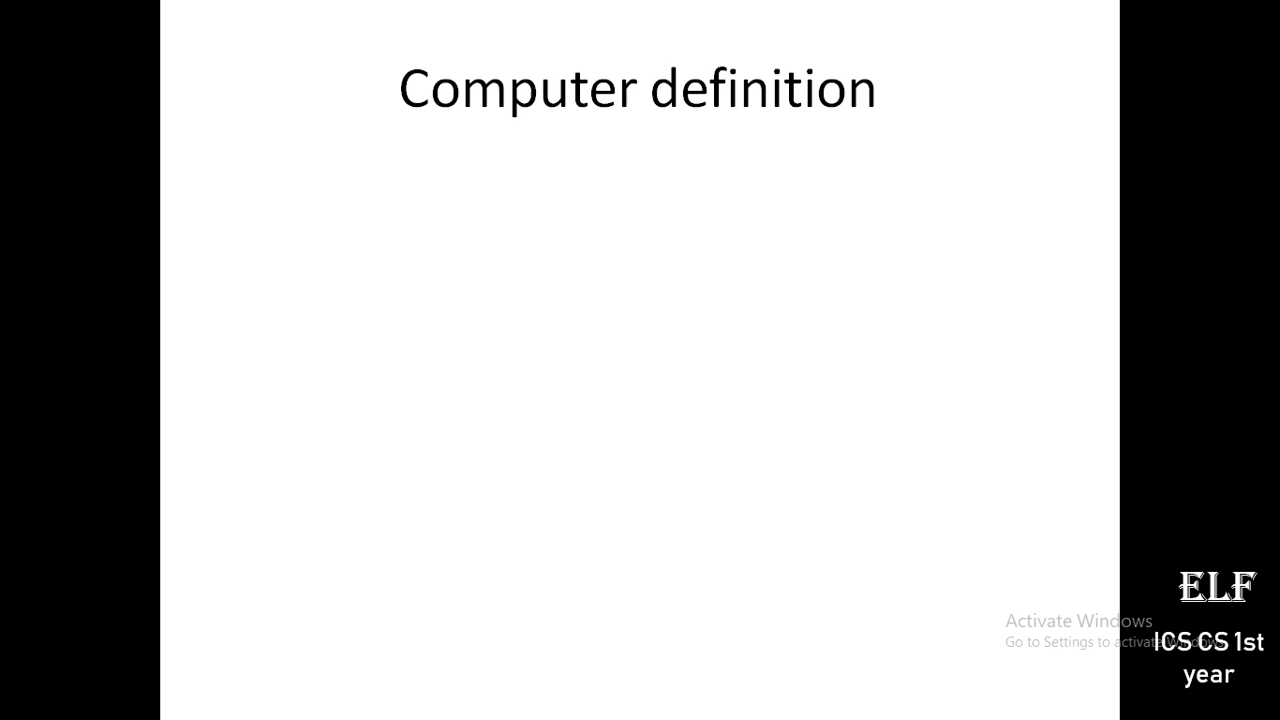 Computer definition
ELF
Activate Windows
Go to Settings to activate Windows.
ICS CS 1st
year